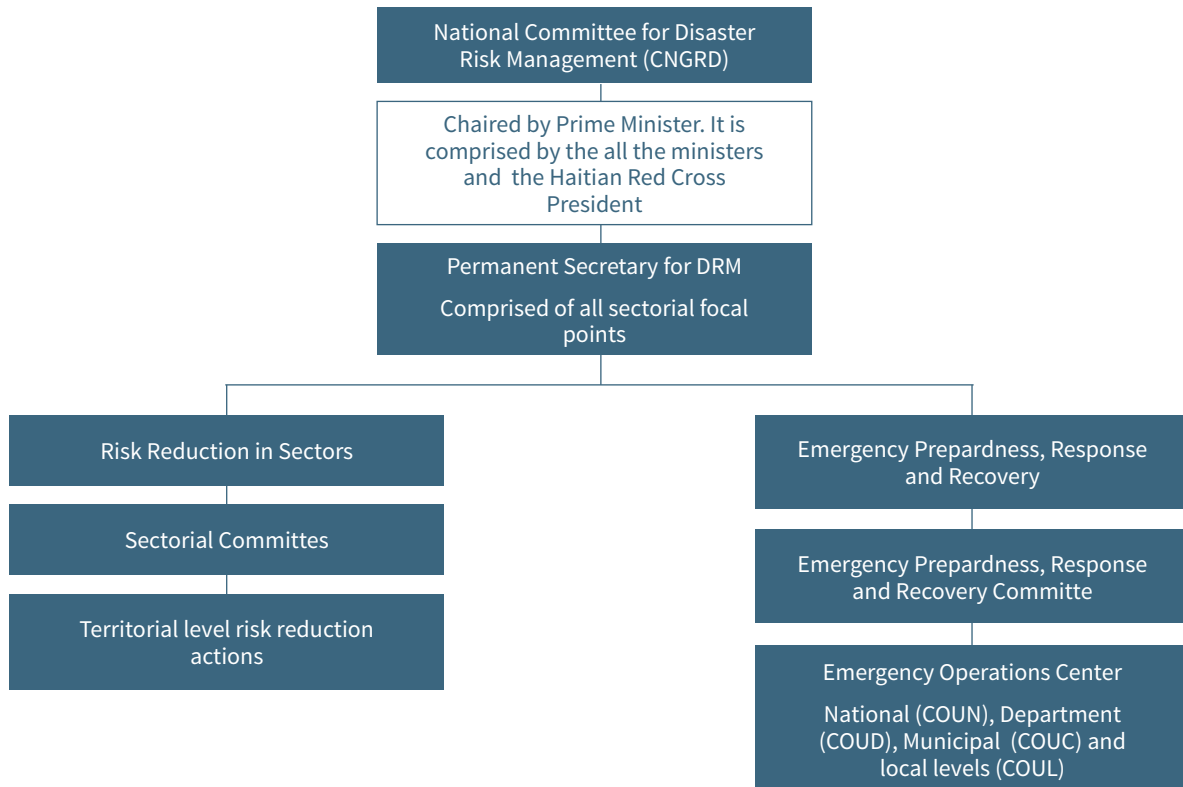 National Committee for Disaster
Risk Management (CNGRD)
Chaired by Prime Minister. It is
comprised by the all the ministers
and  the Haitian Red Cross
President
Permanent Secretary for DRM
Comprised of all sectorial focal
points
Risk Reduction in Sectors
Sectorial Committes
Territorial level risk reduction
actions
Emergency Prepardness, Response
and Recovery
Emergency Prepardness, Response
and Recovery Committe
Emergency Operations Center
National (COUN), Department
(COUD), Municipal  (COUC) and
local levels (COUL)